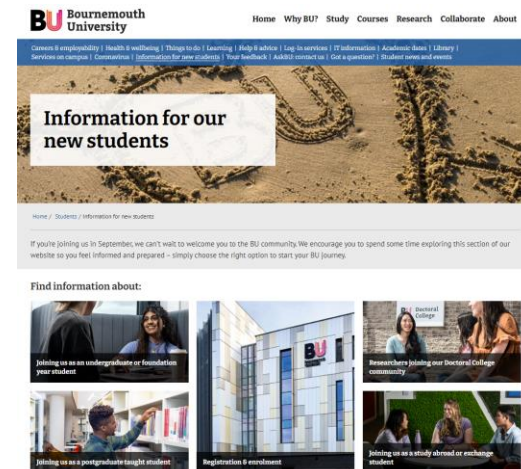 BU Bournemouth
University
Home Why BU? Study Courses Research Collaborate About
Careers & employability | Health & wellbeing | Things to do | Learning | Help & advice | Log-in services | IT information | Academic dates | Library |
Services on campus | Coronavirus | Information for new students | Your feedback | AskBU: contact us | Got a question? | Student news and events
Information for our
new students
Home / Students / Information for new students
If you're joining us in September, we can't wait to welcome you to the BU community. We encourage you to spend some time exploring this section of our
website so you feel informed and prepared – simply choose the right option to start your BU journey.
Find information about:
BU
BU Doctoral
College
Joining us as an undergraduate or foundation
year student
Researchers joining our Doctoral College
community
Joining us as a postgraduate taught student
Registration & enrolment
Joining us as a study abroad or exchange
student